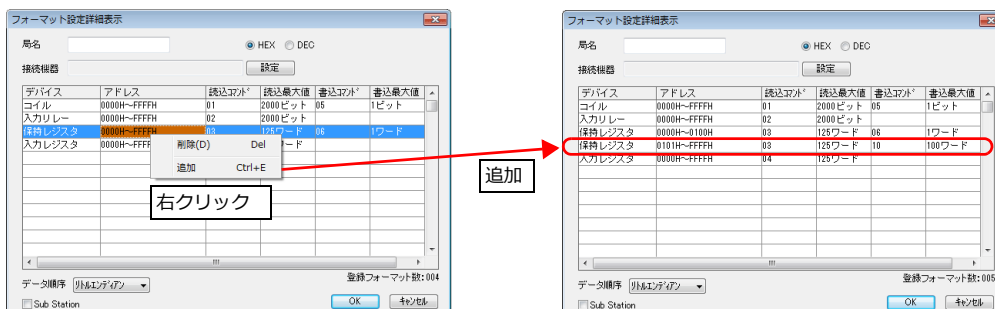 フォーマット設定詳細表示
局名
HEX
DEC
接続機器
設定
デバイス アドレス 読込コマンド 読込最大値 書込コマンド 書込最大値
コイル 0000H～FFFFH 01 2000ビット 05 1ビット
入力リレー 0000H～FFFFH 02 2000ビット
保持レジスタ 0000H～FFFFH 03 125ワード 06 1ワード
入力レジスタ 0000H～FFFF ワード
削除(D) Del
追加 Ctrl+E
右クリック
データ順序 リトルエンディアン
登録フォーマット数:004
Sub Station
OK キャンセル
追加
フォーマット設定詳細表示
局名
HEX
DEC
接続機器
設定
デバイス アドレス 読込コマンド 読込最大値 書込コマンド 書込最大値
コイル 0000H～FFFFH 01 2000ビット 05 1ビット
入力リレー 0000H～FFFFH 02 2000ビット
保持レジスタ 0000H～0100H 03 125ワード 06 1ワード
保持レジスタ 0101H～FFFFH 03 125ワード 10 100ワード
入力レジスタ 0000H～FFFFH 04 125ワード
データ順序 リトルエンディアン
登録フォーマット数:005
Sub Station
OK キャンセル